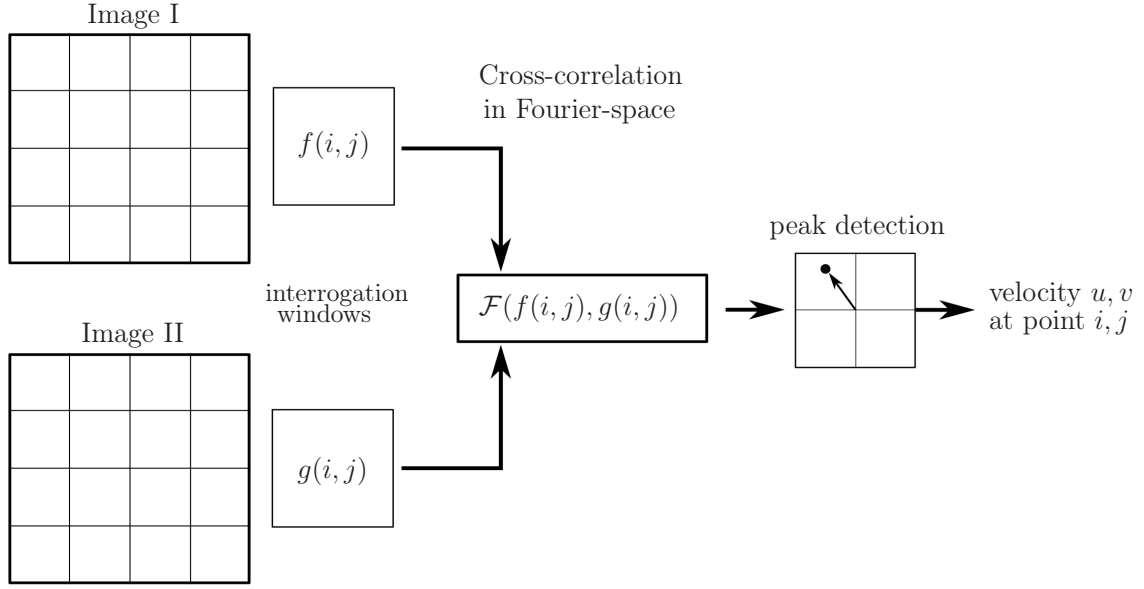 Image I
f(i, j)
Cross-correlation
in Fourier-space
interrogation
windows
Image II
g(i, j)
ℱ(f(i, j), g(i, j))
peak detection
velocity u, v
at point i, j